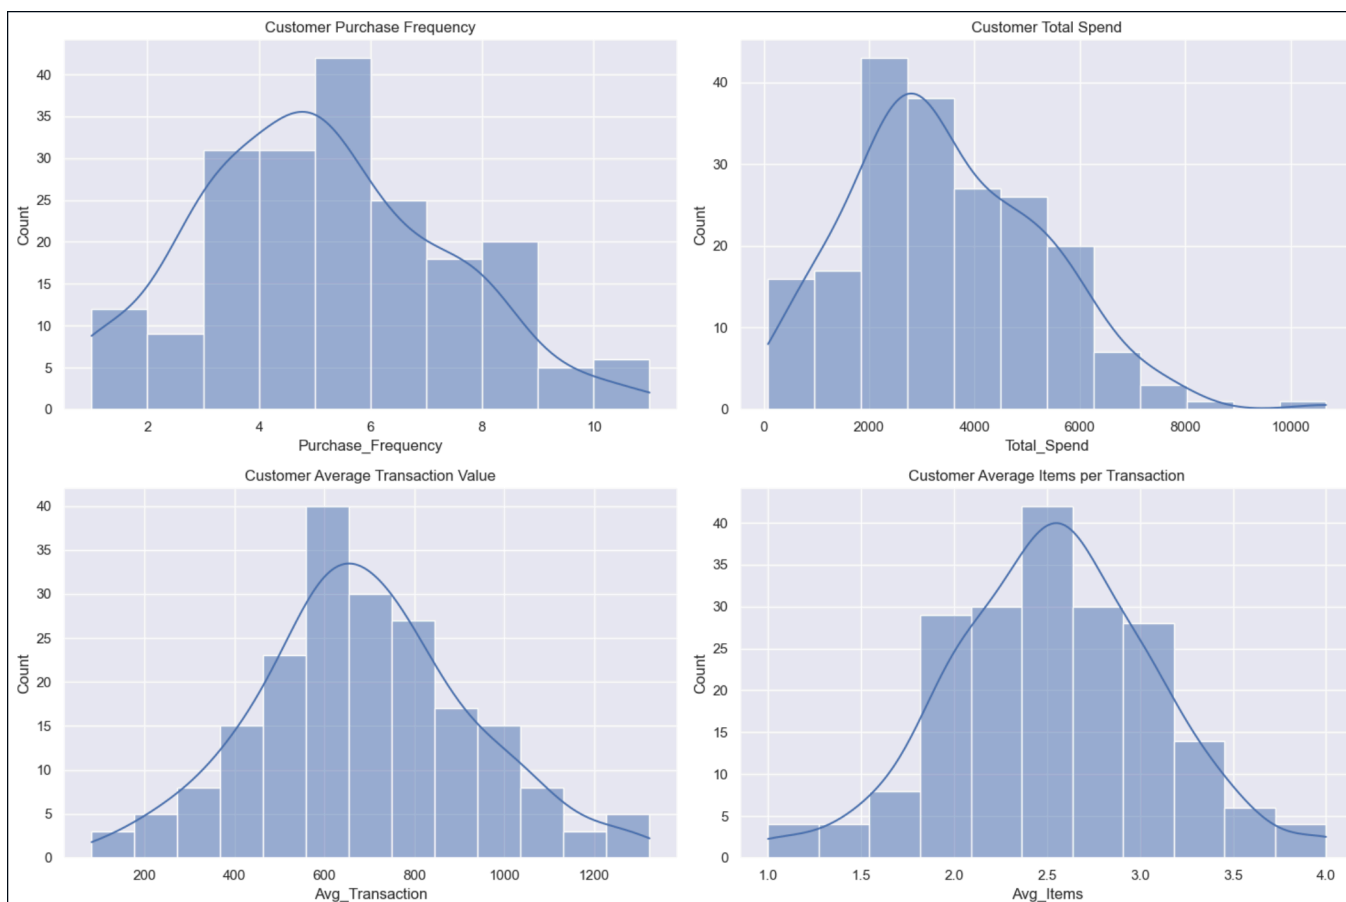 Customer Purchase Frequency
40
35
30
25
20
15
10
5
0
Count
2 4 6 8 10
Purchase_Frequency
Customer Total Spend
40
30
20
10
0
Count
0 2000 4000 6000 8000 10000
Total_Spend
Customer Average Transaction Value
40
35
30
25
20
15
10
5
0
Count
200 400 600 800 1000 1200
Avg_Transaction
Customer Average Items per Transaction
40
35
30
25
20
15
10
5
0
Count
1.0 1.5 2.0 2.5 3.0 3.5 4.0
Avg_Items